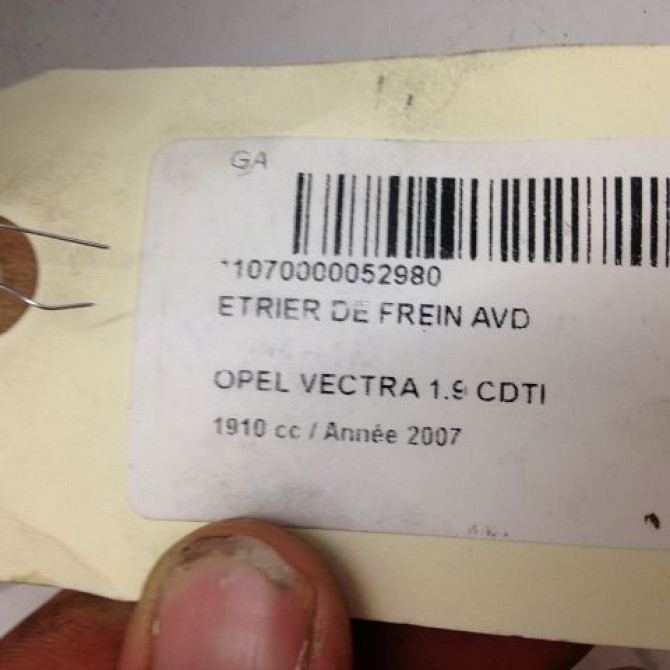 GA
*11070000052980
ETRIER DE FREIN AVD
OPEL VECTRA 1.9 CDTI
1910 cc / Année 2007